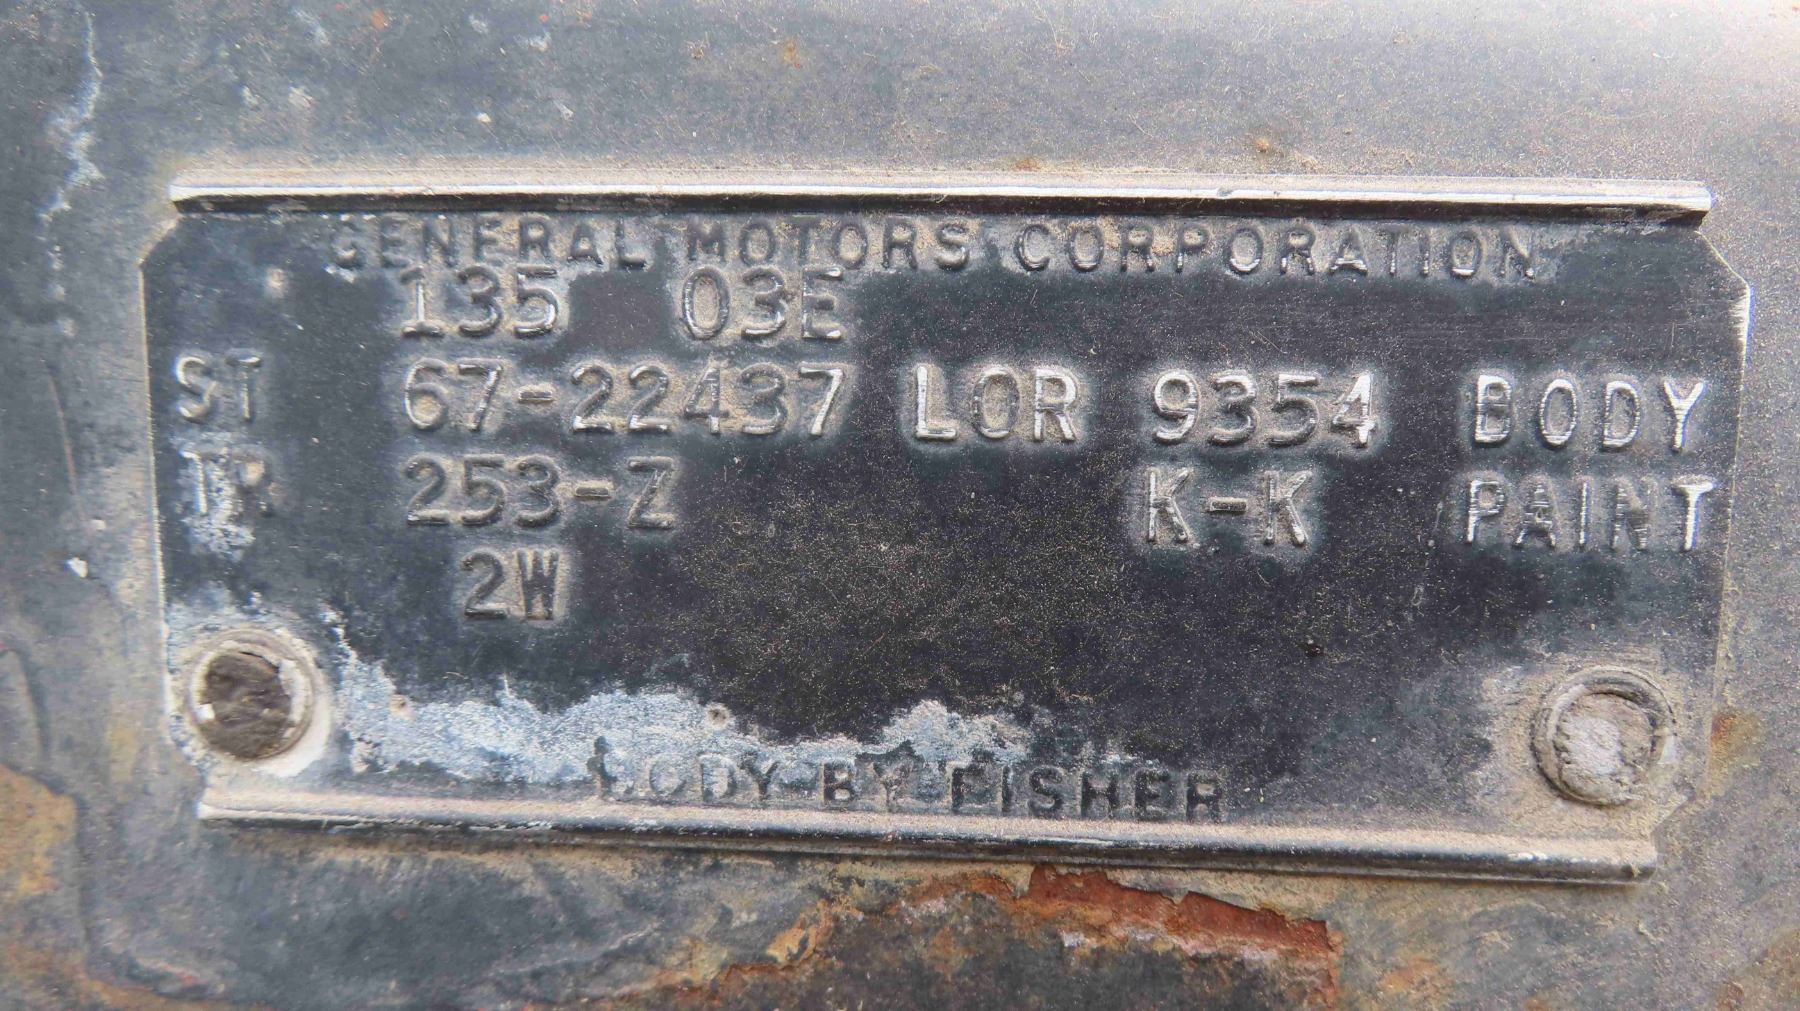 GENERAL MOTORS CORPORATION
135 03E
ST 67-22437 LOR 9354 BODY
TR 253-Z K-K PAINT
2W
BODY BY FISHER